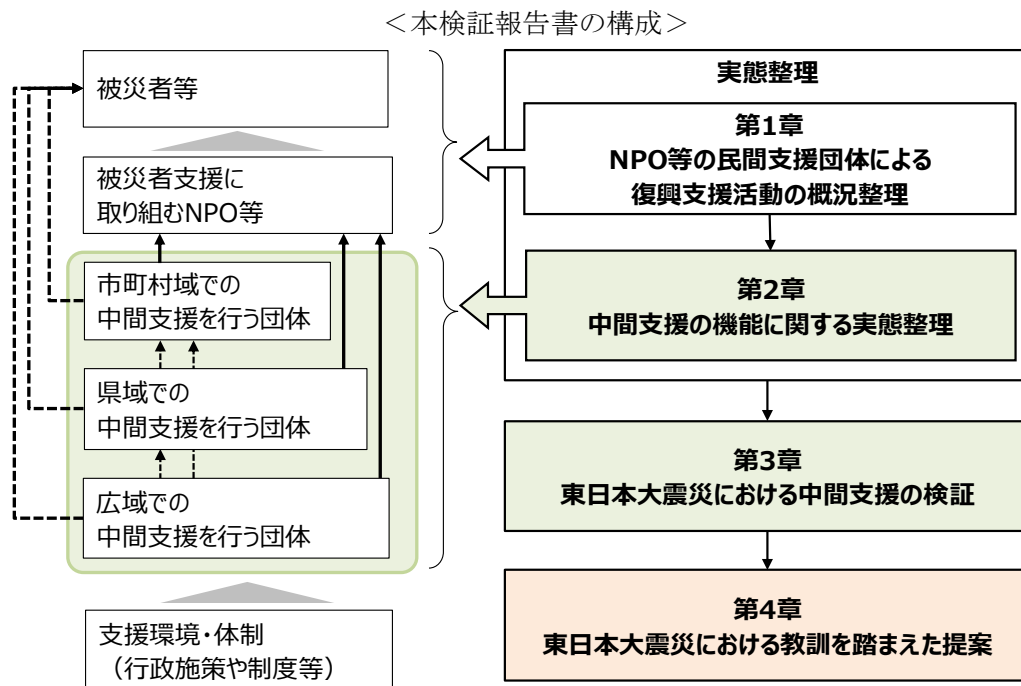 ＜本検証報告書の構成＞
被災者等
被災者支援に
取り組むNPO等
市町村域での
中間支援を行う団体
県域での
中間支援を行う団体
広域での
中間支援を行う団体
支援環境・体制
（行政施策や制度等）
実態整理
第1章
NPO等の民間支援団体による
復興支援活動の概況整理
第2章
中間支援の機能に関する実態整理
第3章
東日本大震災における中間支援の検証
第4章
東日本大震災における教訓を踏まえた提案